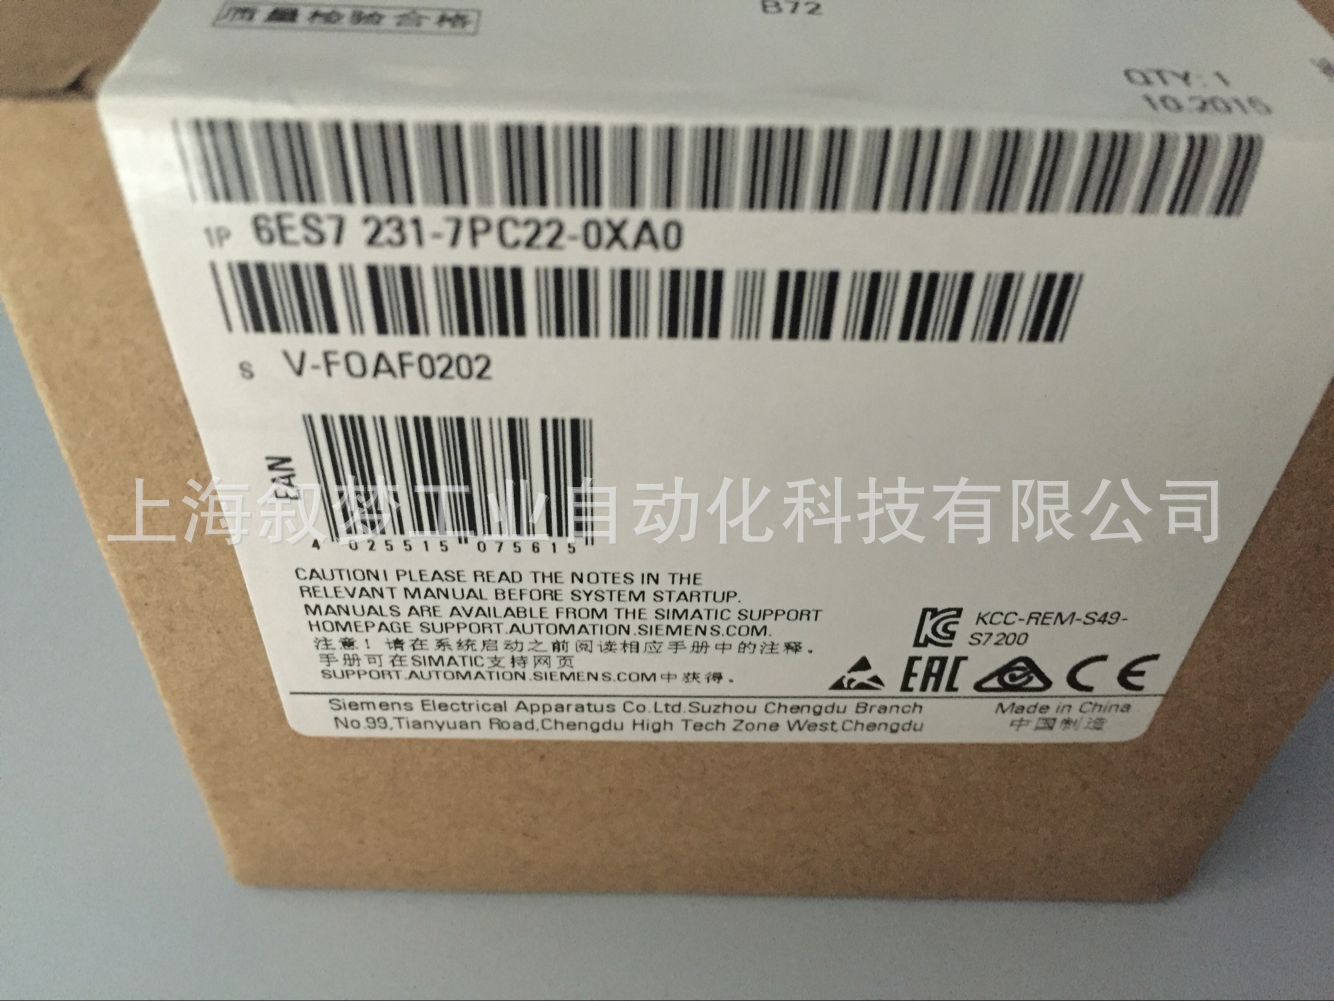 质量检验合格
B72
QTY: 1
10.2015
1P 6ES7 231-7PC22-0XA0
S V-FOAF0202
EAN
4 025515 075615
上海叙梦工业自动化科技有限公司
CAUTION! PLEASE READ THE NOTES IN THE
RELEVANT MANUAL BEFORE SYSTEM STARTUP.
MANUALS ARE AVAILABLE FROM THE SIMATIC SUPPORT
HOMEPAGE SUPPORT.AUTOMATION.SIEMENS.COM.
注意！请在系统启动之前阅读相应手册中的注释。
手册可在SIMATIC支持网页
SUPPORT.AUTOMATION.SIEMENS.COM中获得。
KCC-REM-S49-
S7200
EAC
CE
Siemens Electrical Apparatus Co.Ltd.Suzhou Chengdu Branch
No.99,Tianyuan Road,Chengdu High Tech Zone West,Chengdu
Made in China
中国制造